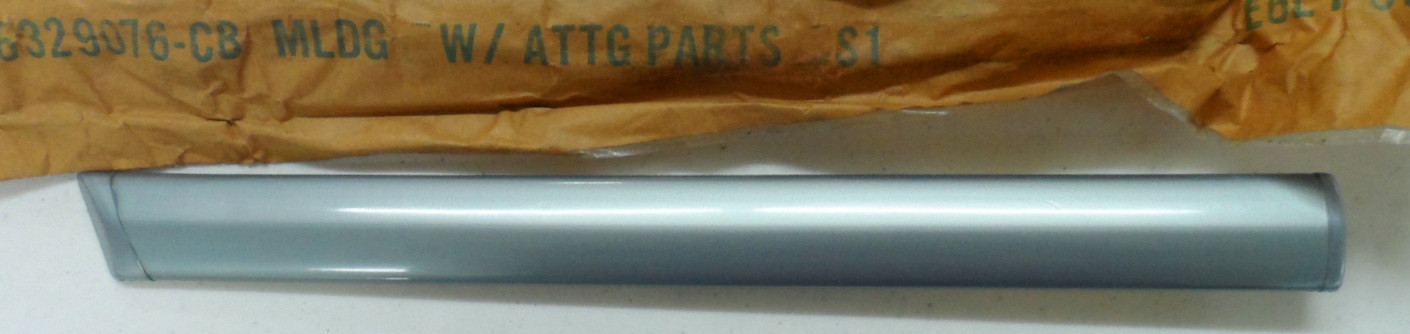 6329076-CB MLDG W/ ATTG PARTS S1